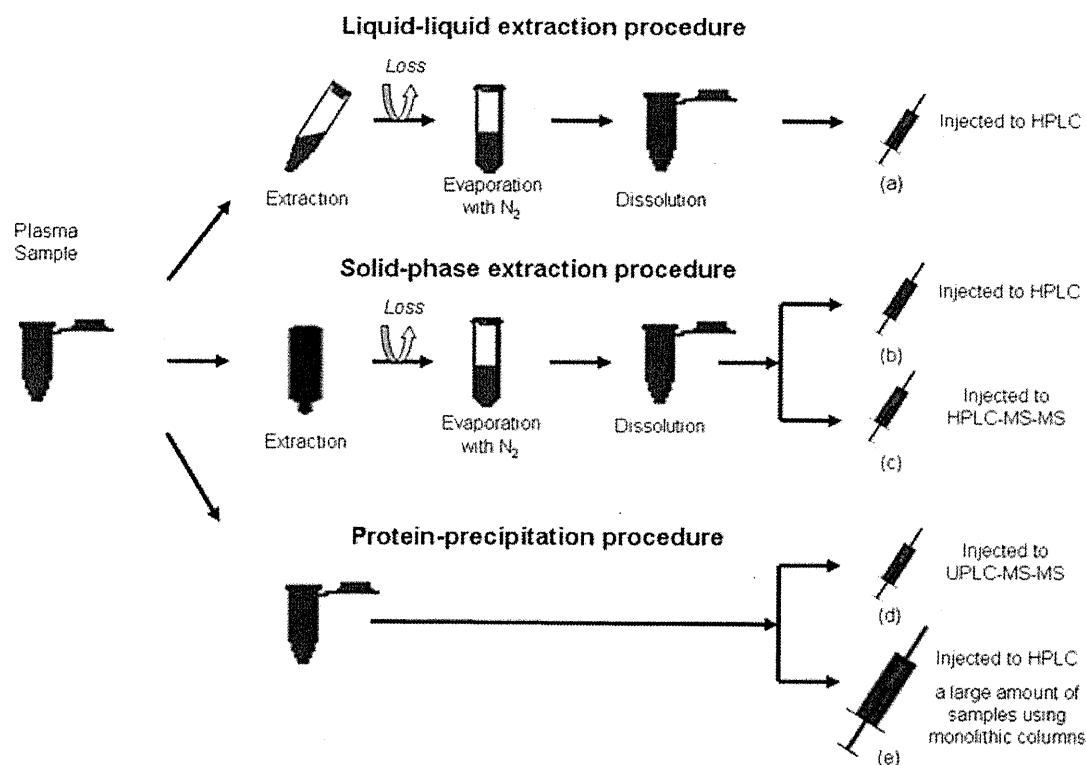 Liquid-liquid extraction procedure
Loss
Extraction
Evaporation
with N2
Dissolution
Injected to HPLC
(a)
Plasma
Sample
Solid-phase extraction procedure
Loss
Extraction
Evaporation
with N2
Dissolution
Injected to HPLC
(b)
Injected to
HPLC-MS-MS
(c)
Protein-precipitation procedure
Injected to
UPLC-MS-MS
(d)
Injected to HPLC
a large amount of
samples using
monolithic columns
(e)